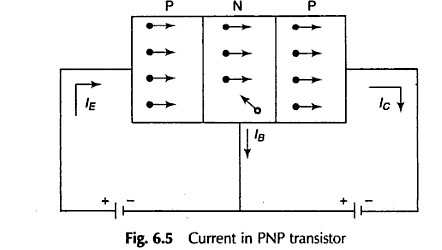 P N P
I_E
I_C
I_B
+ −
+ −
Fig. 6.5 Current in PNP transistor